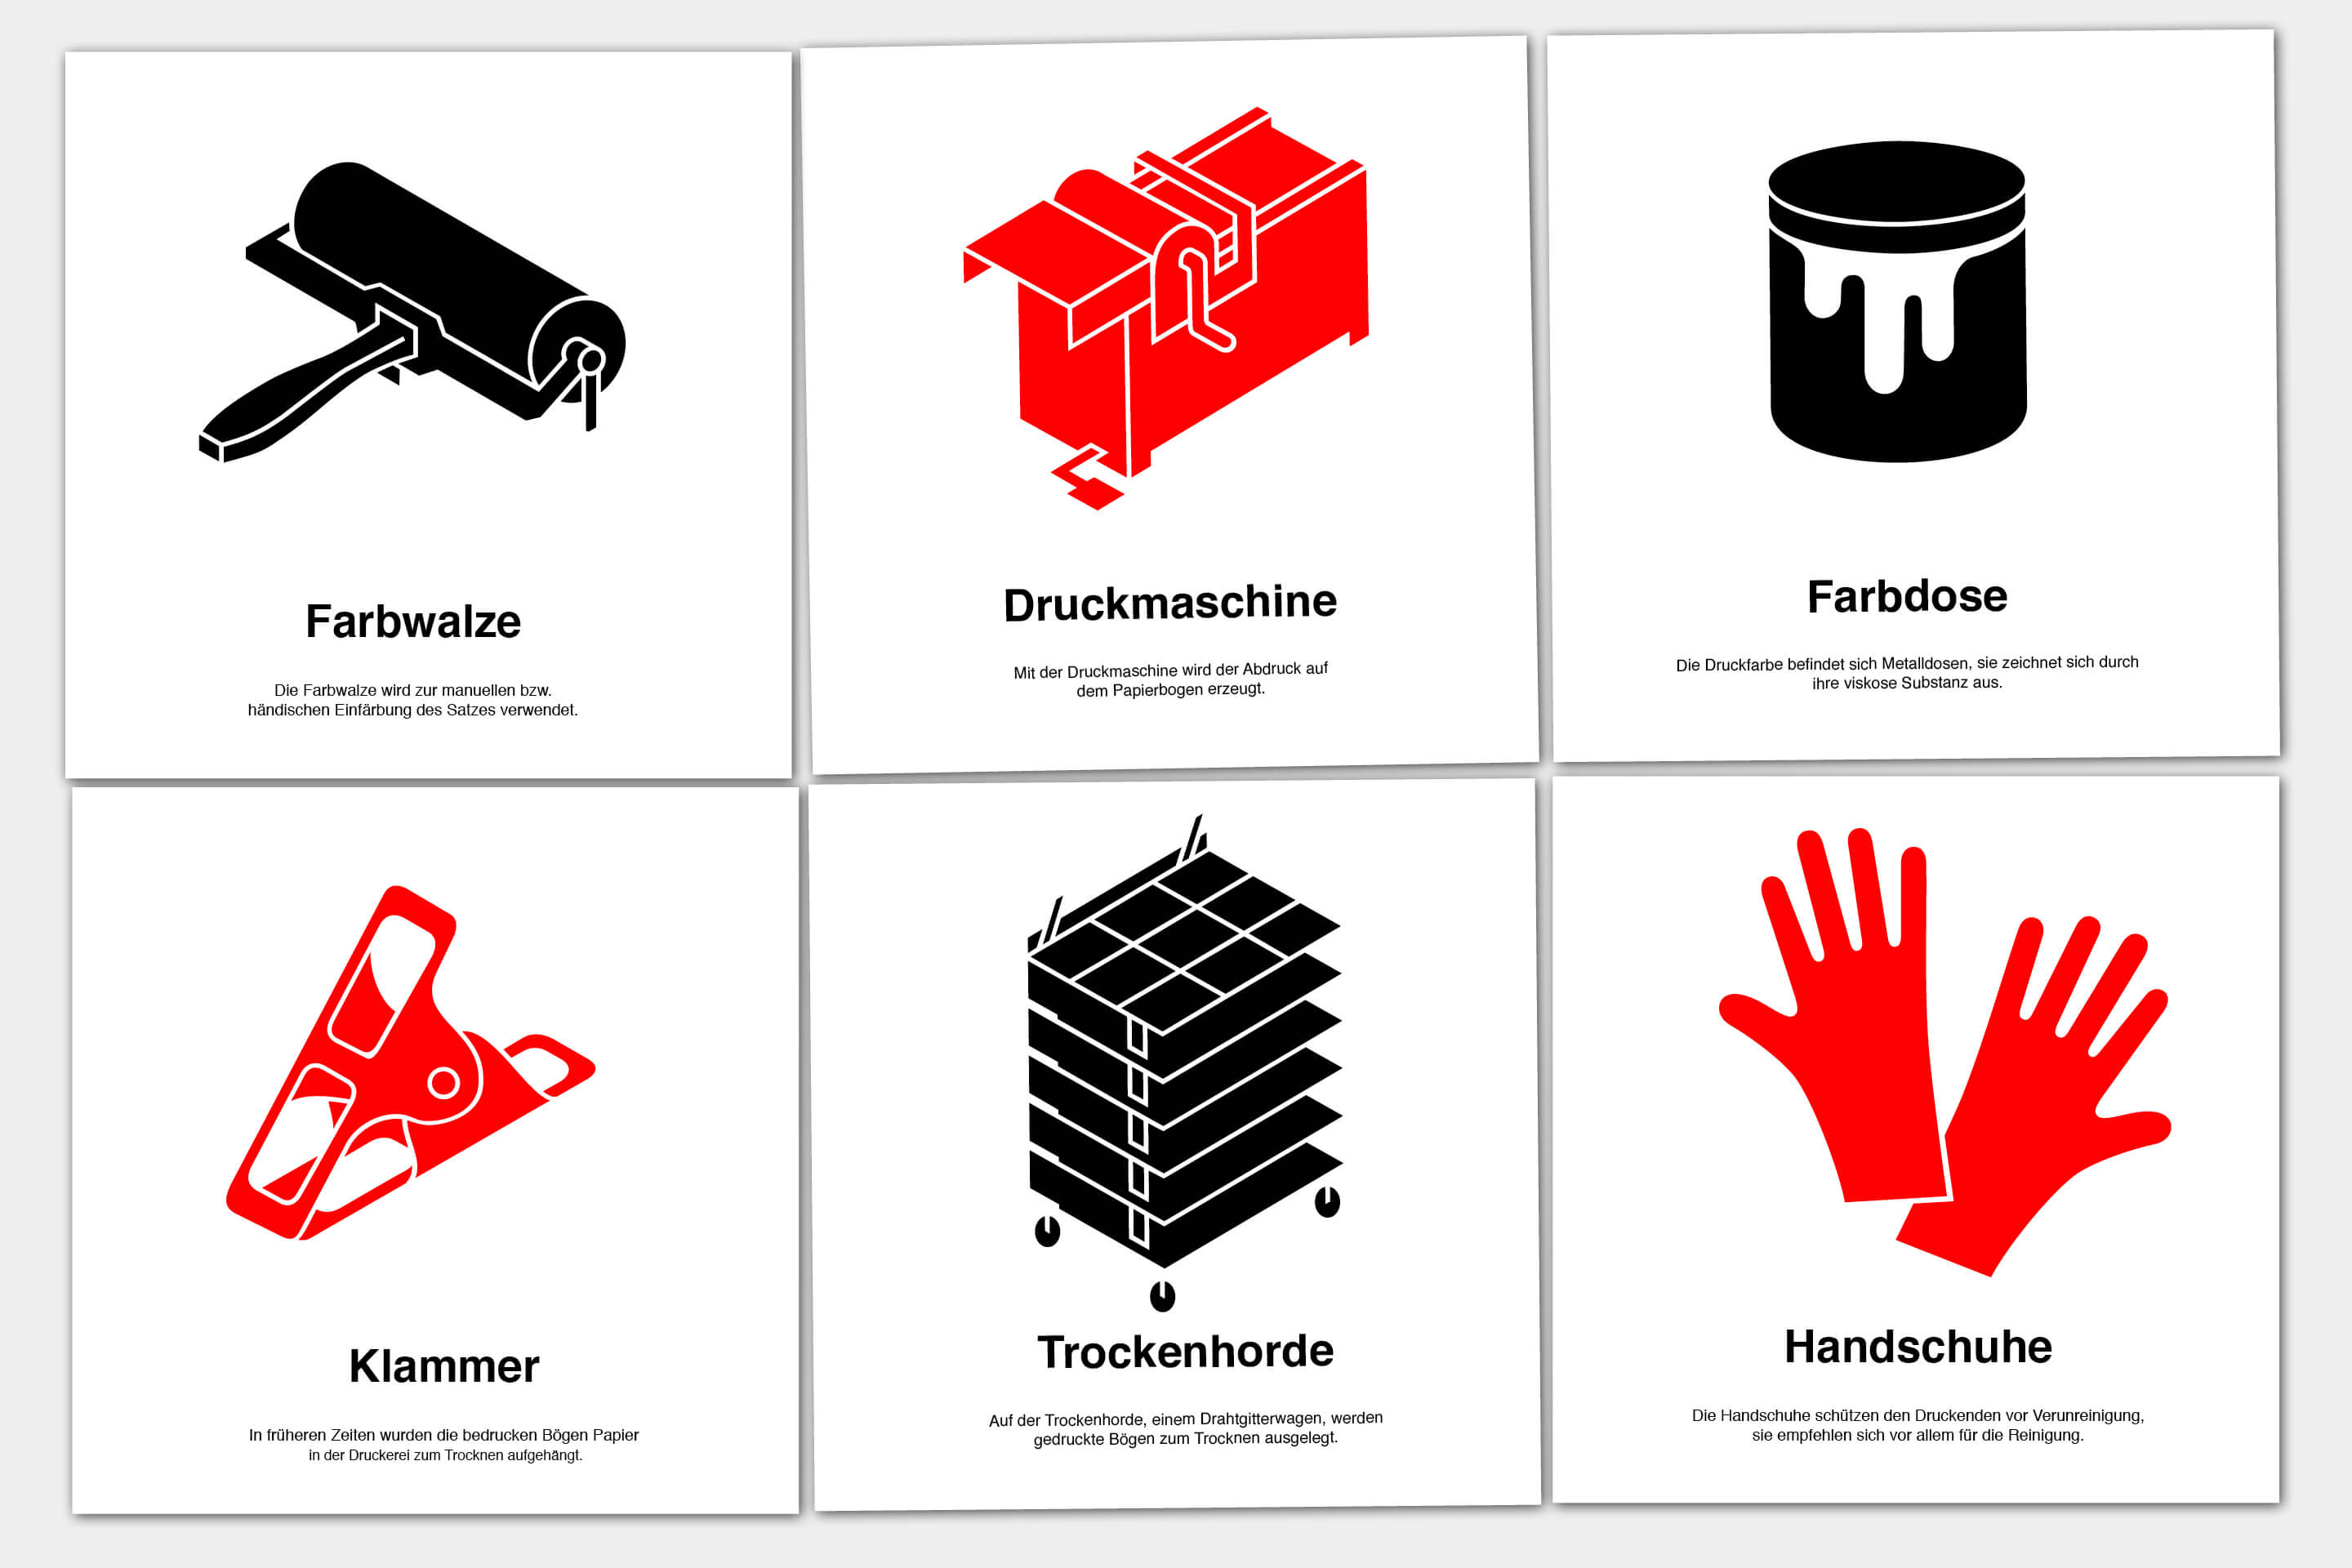 Farbwalze
Die Farbwalze wird zur manuellen bzw.
händischen Einfärbung des Satzes verwendet.
Druckmaschine
Mit der Druckmaschine wird der Abdruck auf
dem Papierbogen erzeugt.
Farbdose
Die Druckfarbe befindet sich Metalldosen, sie zeichnet sich durch
ihre viskose Substanz aus.
Klammer
In früheren Zeiten wurden die bedrucken Bögen Papier
in der Druckerei zum Trocknen aufgehängt.
Trockenhorde
Auf der Trockenhorde, einem Drahtgitterwagen, werden
gedruckte Bögen zum Trocknen ausgelegt.
Handschuhe
Die Handschuhe schützen den Druckenden vor Verunreinigung,
sie empfehlen sich vor allem für die Reinigung.